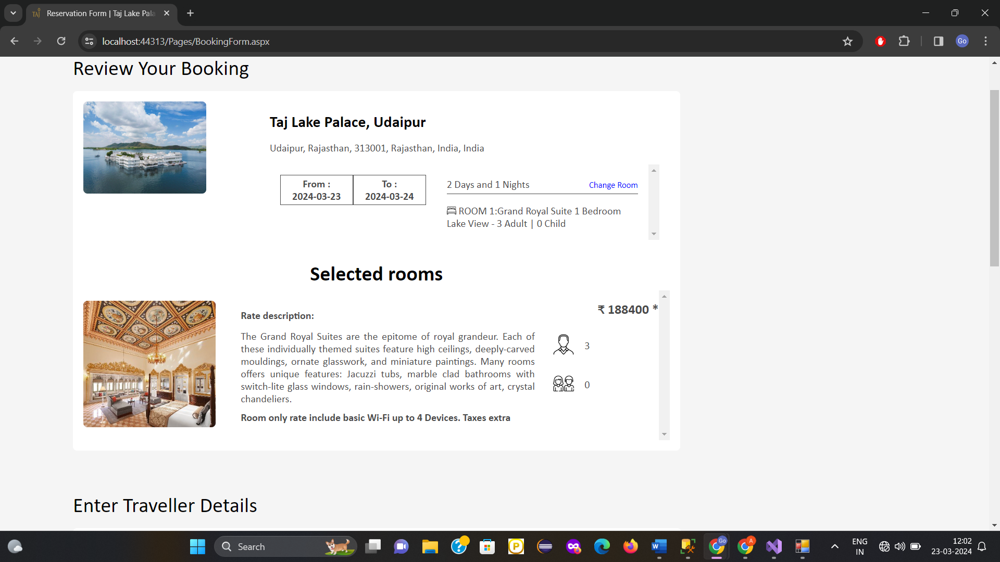 Reservation Form | Taj Lake Pala
localhost:44313/Pages/BookingForm.aspx
Go
Review Your Booking
Taj Lake Palace, Udaipur
Udaipur, Rajasthan, 313001, Rajasthan, India, India
From :
2024-03-23
To :
2024-03-24
2 Days and 1 Nights
Change Room
ROOM 1:Grand Royal Suite 1 Bedroom
Lake View - 3 Adult | 0 Child
Selected rooms
₹ 188400 *
Rate description:
The Grand Royal Suites are the epitome of royal grandeur. Each of
these individually themed suites feature high ceilings, deeply-carved
mouldings, ornate glasswork, and miniature paintings. Many rooms
offers unique features: Jacuzzi tubs, marble clad bathrooms with
switch-lite glass windows, rain-showers, original works of art, crystal
chandeliers.
Room only rate include basic Wi-Fi up to 4 Devices. Taxes extra
3
0
Enter Traveller Details
Search
ENG
IN
12:02
23-03-2024